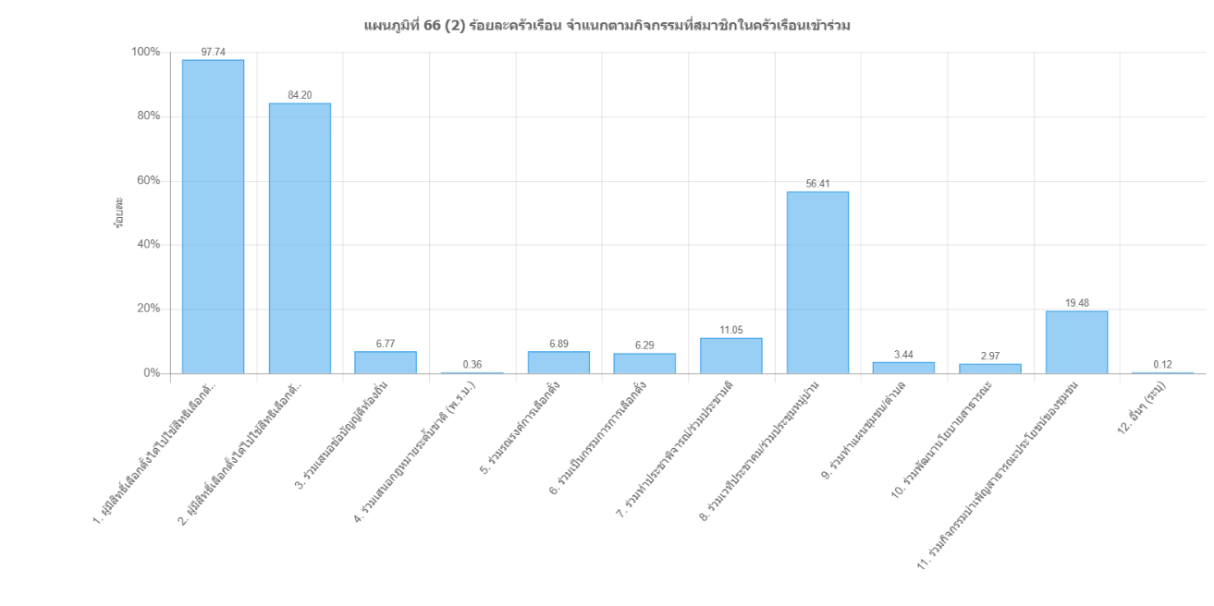 แผนภูมิที่ 66 (2) ร้อยละครัวเรือน จำแนกตามกิจกรรมที่สมาชิกในครัวเรือนเข้าร่วม
ร้อยละ
100%
80%
60%
40%
20%
0%
97.74
84.20
6.77
0.36
6.89
6.29
11.05
56.41
3.44
2.97
19.48
0.12
1. ผู้มีสิทธิ์เลือกตั้งได้ไปใช้สิทธิเลือกตั..
2. ผู้มีสิทธิ์เลือกตั้งได้ไปใช้สิทธิเลือกตั..
3. ร่วมเสนอข้อบัญญัติท้องถิ่น
4. ร่วมเสนอกฎหมายระดับชาติ (พ.ร.บ.)
5. ร่วมรณรงค์การเลือกตั้ง
6. ร่วมเป็นกรรมการการเลือกตั้ง
7. ร่วมทำประชาพิจารณ์/ร่วมประชามติ
8. ร่วมเวทีประชาคม/ร่วมประชุมหมู่บ้าน
9. ร่วมทำแผนชุมชน/ตำบล
10. ร่วมพัฒนานโยบายสาธารณะ
11. ร่วมกิจกรรมบำเพ็ญสาธารณะประโยชน์ของชุมชน
12. อื่นๆ (ระบุ)